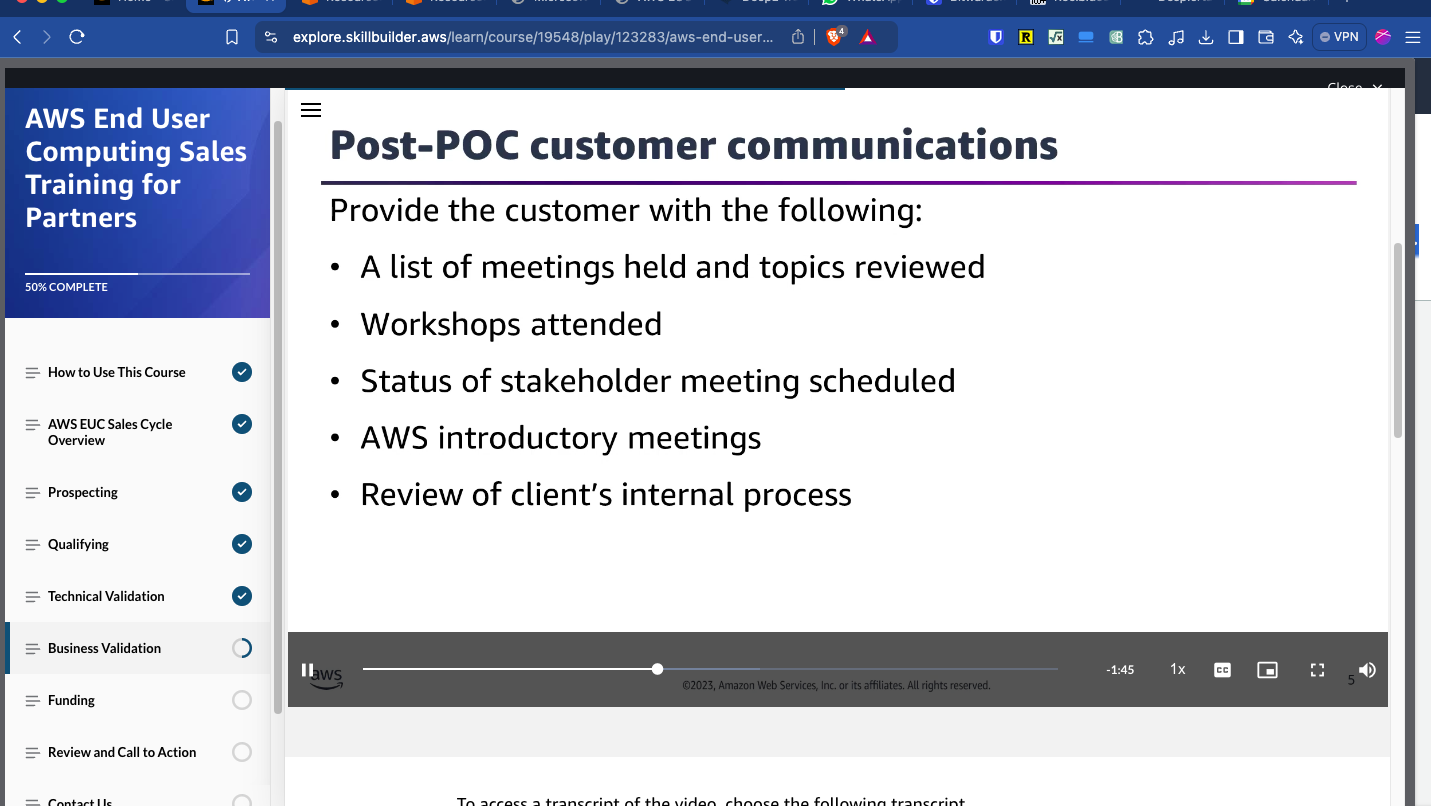 explore.skillbuilder.aws/learn/course/19548/play/123283/aws-end-user...
4
VPN
Close
AWS End User
Computing Sales
Training for
Partners
50% COMPLETE
How to Use This Course
AWS EUC Sales Cycle
Overview
Prospecting
Qualifying
Technical Validation
Business Validation
Funding
Review and Call to Action
Contact Us
Post-POC customer communications
Provide the customer with the following:
• A list of meetings held and topics reviewed
• Workshops attended
• Status of stakeholder meeting scheduled
• AWS introductory meetings
• Review of client’s internal process
aws
-1:45
1x
CC
5
©2023, Amazon Web Services, Inc. or its affiliates. All rights reserved.
To access a transcript of the video, choose the following transcript